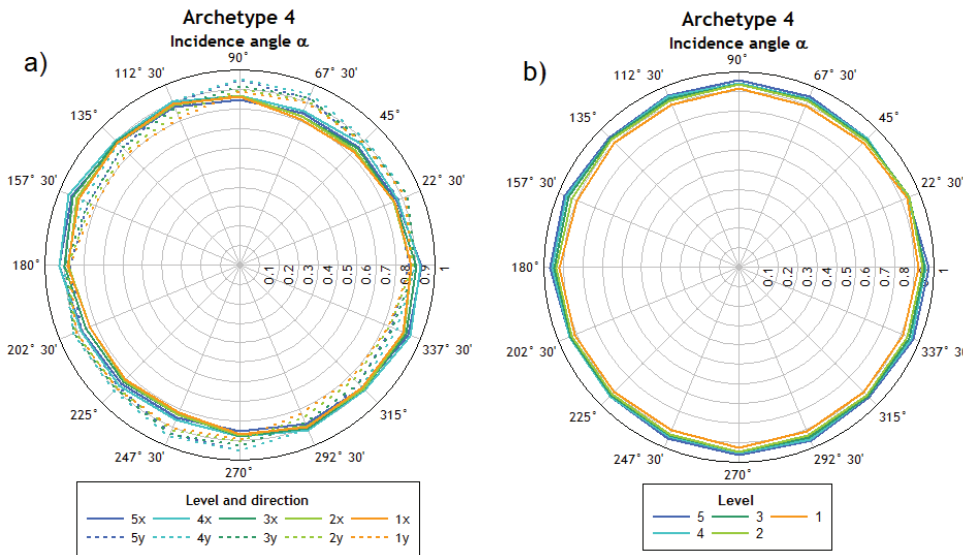 Archetype 4
Incidence angle α
a)
90°
67° 30'
45°
22° 30'
1
0.1 0.2 0.3 0.4 0.5 0.6 0.7 0.8 0.9
337° 30'
315°
292° 30'
270°
247° 30'
225°
202° 30'
180°
157° 30'
135°
112° 30'
Level and direction
5x 4x 3x 2x 1x
5y 4y 3y 2y 1y
Archetype 4
Incidence angle α
b)
90°
67° 30'
45°
22° 30'
1
0.1 0.2 0.3 0.4 0.5 0.6 0.7 0.8 0.9
337° 30'
315°
292° 30'
270°
247° 30'
225°
202° 30'
180°
157° 30'
135°
112° 30'
Level
5 3 1
4 2